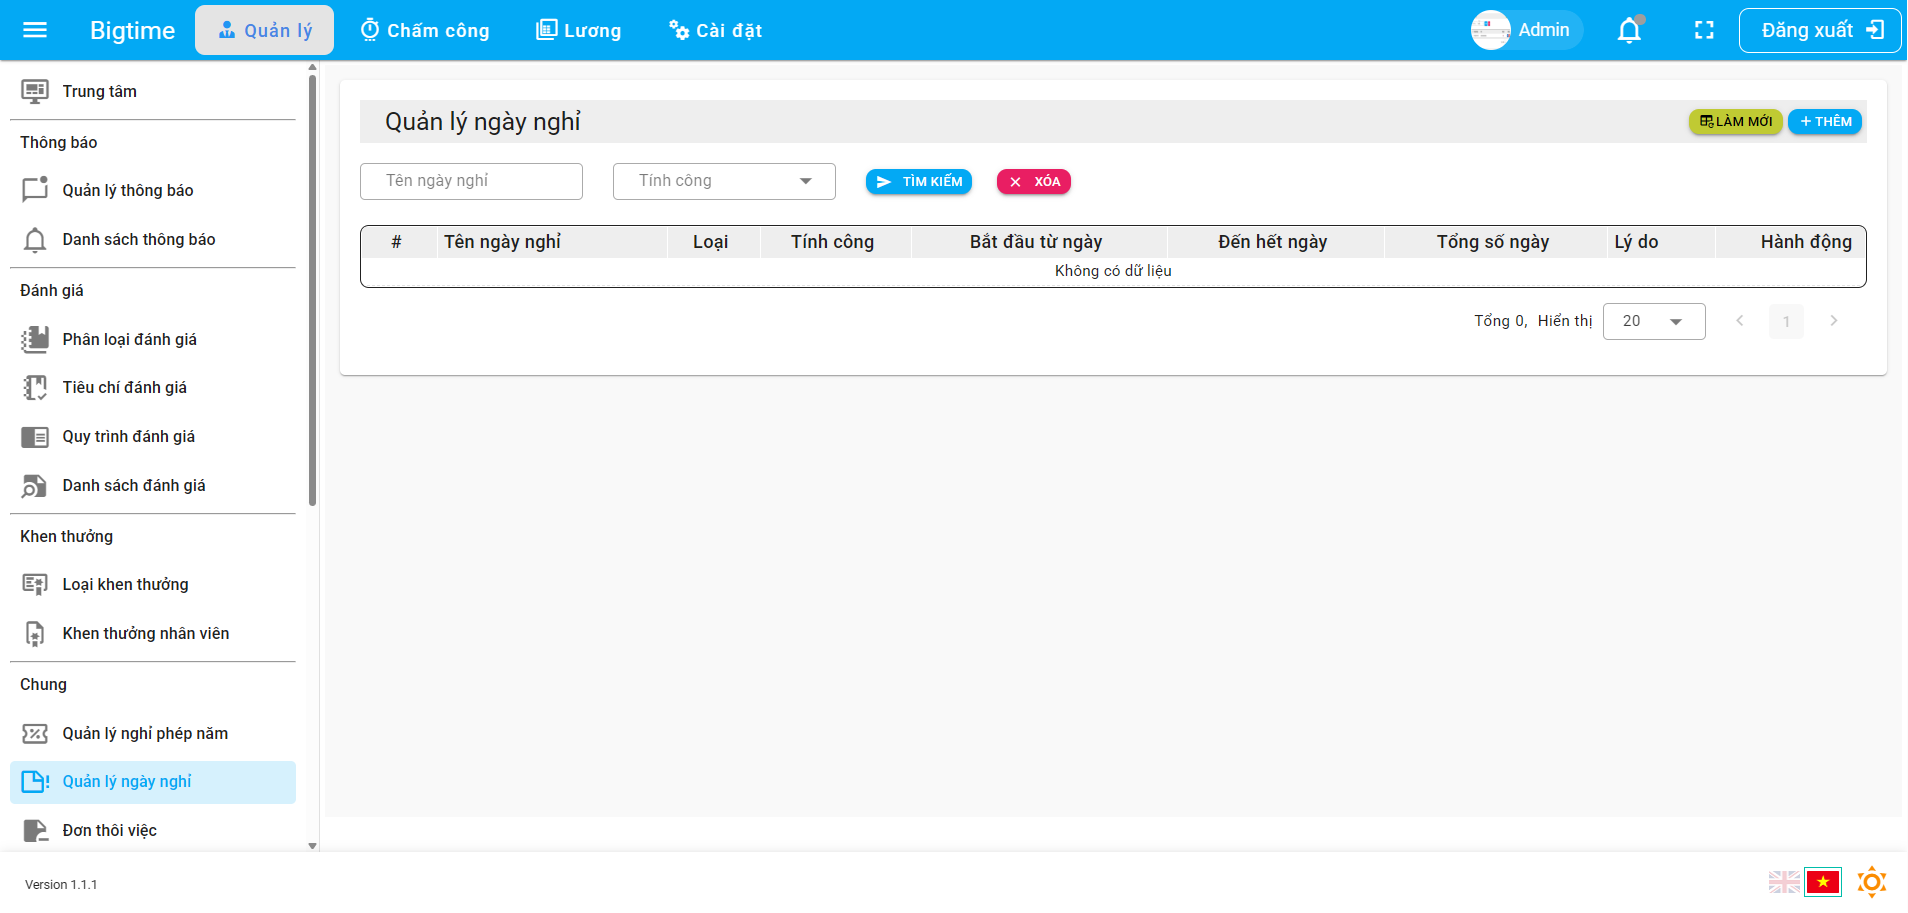 Bigtime
Quản lý
Chấm công
Lương
Cài đặt
Admin
Đăng xuất
Trung tâm
Thông báo
Quản lý thông báo
Danh sách thông báo
Đánh giá
Phân loại đánh giá
Tiêu chí đánh giá
Quy trình đánh giá
Danh sách đánh giá
Khen thưởng
Loại khen thưởng
Khen thưởng nhân viên
Chung
Quản lý nghỉ phép năm
Quản lý ngày nghỉ
Đơn thôi việc
Quản lý ngày nghỉ
LÀM MỚI
+ THÊM
Tên ngày nghỉ
Tính công
TÌM KIẾM
XÓA
# Tên ngày nghỉ Loại Tính công Bắt đầu từ ngày Đến hết ngày Tổng số ngày Lý do Hành động
Không có dữ liệu
Tổng 0, Hiển thị 20 1
Version 1.1.1